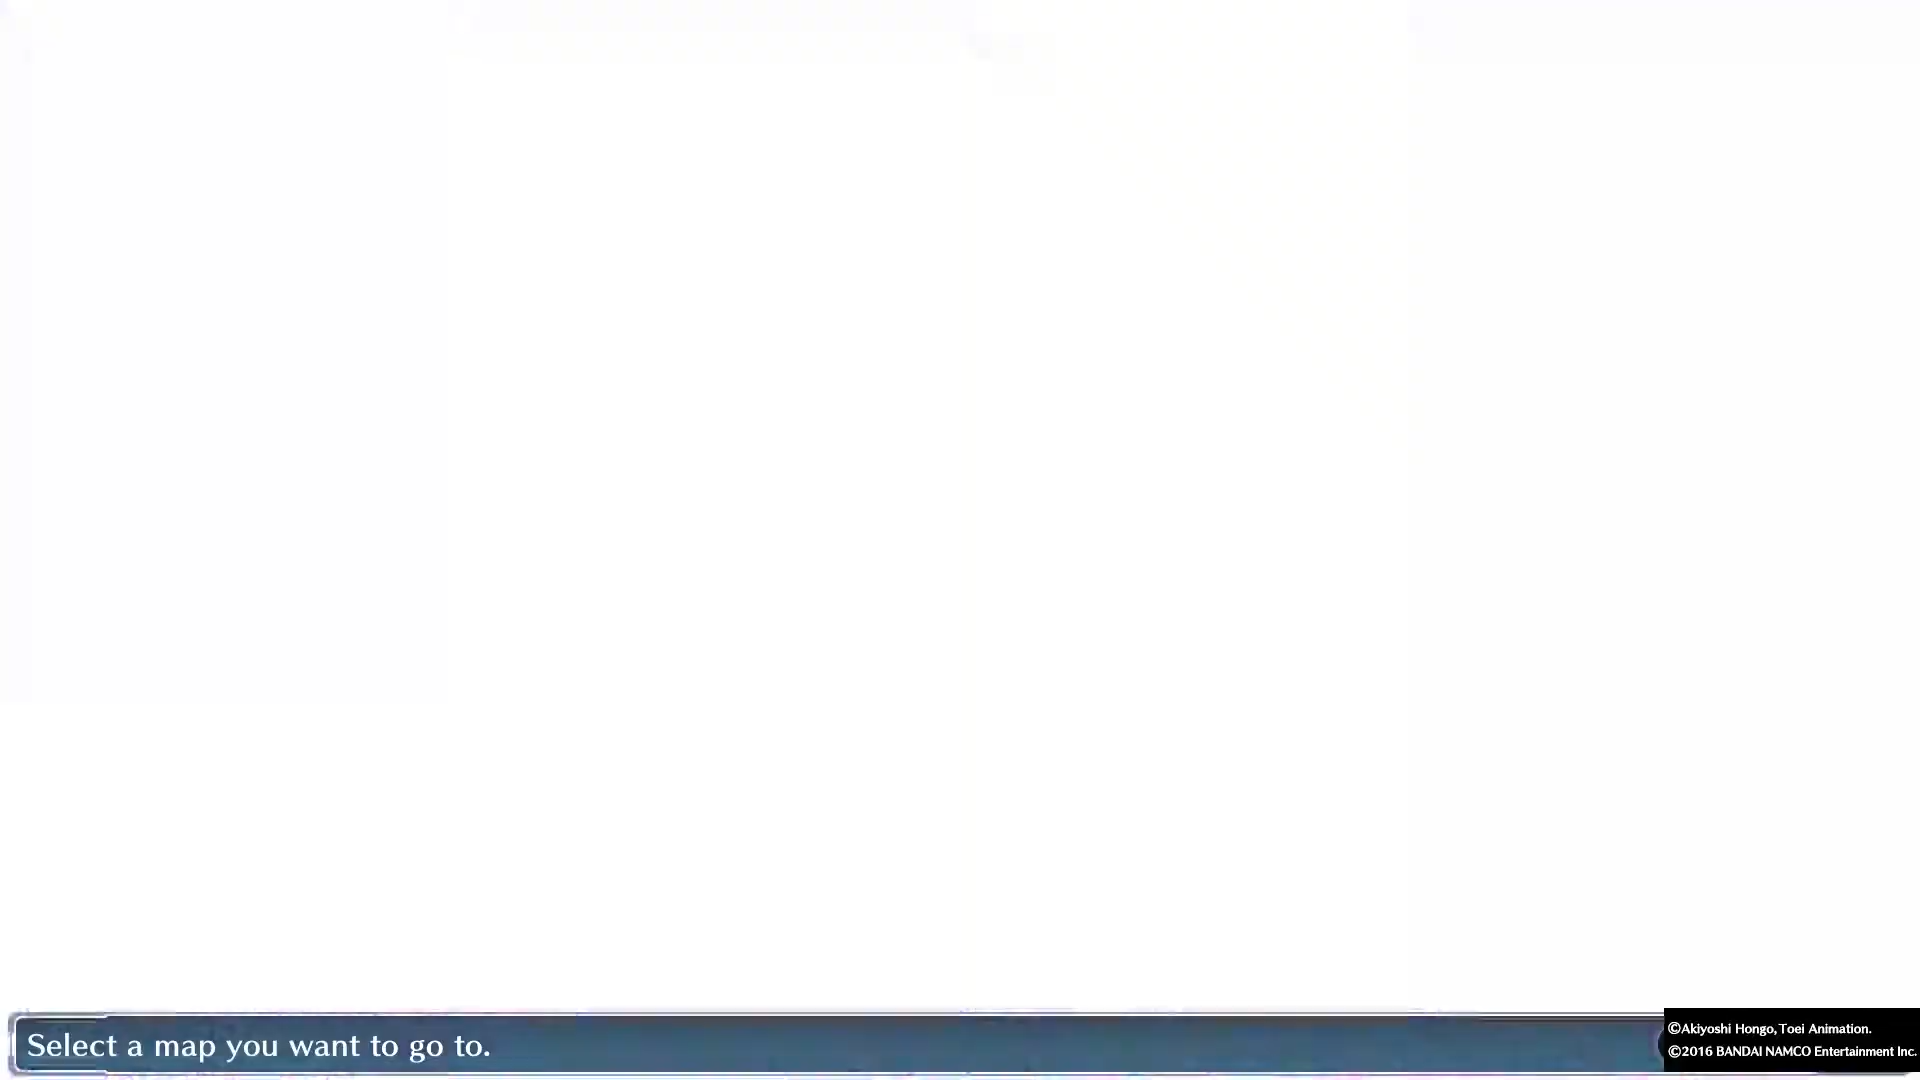 Select a map you want to go to.
©Akiyoshi Hongo, Toei Animation.
©2016 BANDAI NAMCO Entertainment Inc.